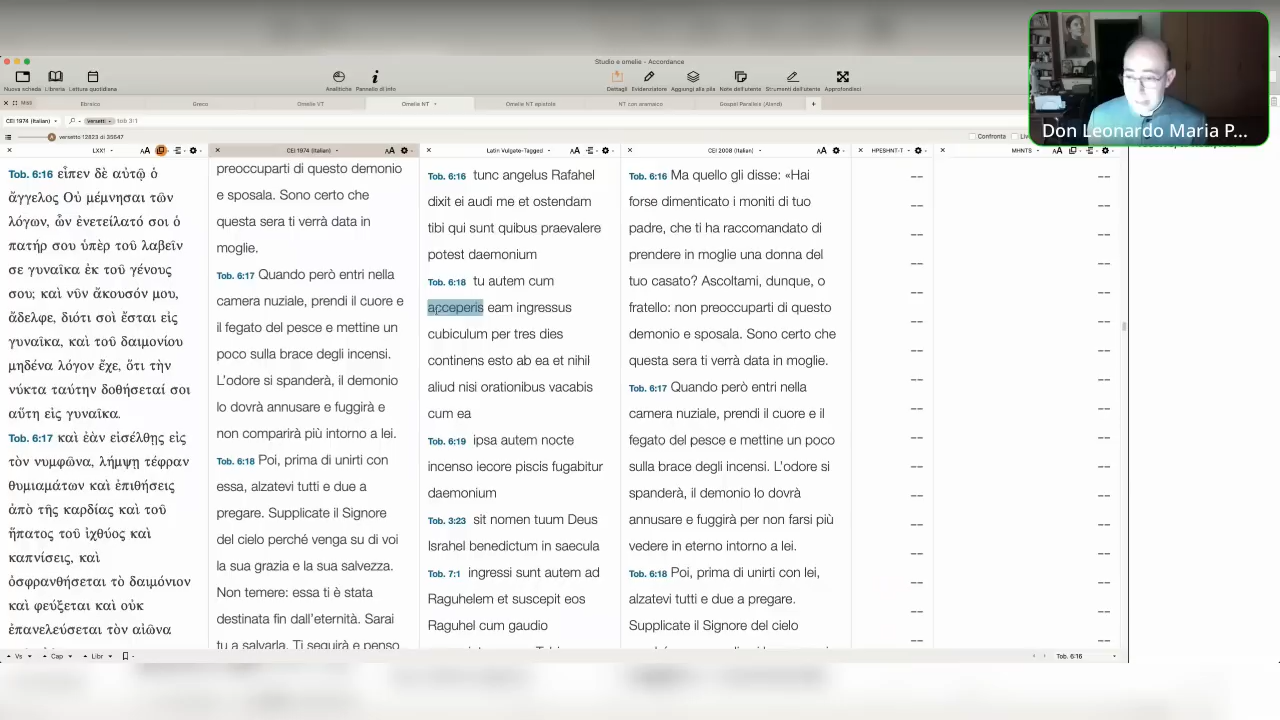 Studio e omelie - Accordance
Nuova scheda Libreria Lettura quotidiana Analitiche Pannello di info Dettagli Evidenziatore Aggiungi alla pila Note dell'utente Strumenti dell'utente Approfondisci
Ebraico Greco Omelie VT Omelie NT Omelie NT epistole NT con aramaico Gospel Parallels (Aland)
CEI 1974 (Italian) versetti tob 3:1
versetto 12823 di 35647 Confronta
LXX1 CEI 1974 (Italian) Latin Vulgate-Tagged CEI 2008 (Italian) HPESHNT-T MHNTS
Tob. 6:16 εἶπεν δὲ αὐτῷ ὁ
ἄγγελος Οὐ μέμνησαι τῶν
λόγων, ὧν ἐνετείλατό σοι ὁ
πατήρ σου ὑπὲρ τοῦ λαβεῖν
σε γυναῖκα ἐκ τοῦ γένους
σου; καὶ νῦν ἄκουσόν μου,
ἄδελφε, διότι σοὶ ἔσται εἰς
γυναῖκα, καὶ τοῦ δαιμονίου
μηδένα λόγον ἔχε, ὅτι τὴν
νύκτα ταύτην δοθήσεταί σοι
αὕτη εἰς γυναῖκα.
Tob. 6:17 καὶ ἐὰν εἰσέλθῃς εἰς
τὸν νυμφῶνα, λήμψῃ τέφραν
θυμιαμάτων καὶ ἐπιθήσεις
ἀπὸ τῆς καρδίας καὶ τοῦ
ἥπατος τοῦ ἰχθύος καὶ
καπνίσεις, καὶ
ὀσφρανθήσεται τὸ δαιμόνιον
καὶ φεύξεται καὶ οὐκ
ἐπανελεύσεται τὸν αἰῶνα
preoccuparti di questo demonio
e sposala. Sono certo che
questa sera ti verrà data in
moglie.
Tob. 6:17 Quando però entri nella
camera nuziale, prendi il cuore e
il fegato del pesce e mettine un
poco sulla brace degli incensi.
L'odore si spanderà, il demonio
lo dovrà annusare e fuggirà e
non comparirà più intorno a lei.
Tob. 6:18 Poi, prima di unirti con
essa, alzatevi tutti e due a
pregare. Supplicate il Signore
del cielo perché venga su di voi
la sua grazia e la sua salvezza.
Non temere: essa ti è stata
destinata fin dall'eternità. Sarai
tu a salvarla. Ti seguirà e penso
Tob. 6:16 tunc angelus Rafahel
dixit ei audi me et ostendam
tibi qui sunt quibus praevalere
potest daemonium
Tob. 6:18 tu autem cum
acceperis eam ingressus
cubiculum per tres dies
continens esto ab ea et nihil
aliud nisi orationibus vacabis
cum ea
Tob. 6:19 ipsa autem nocte
incenso iecore piscis fugabitur
daemonium
Tob. 3:23 sit nomen tuum Deus
Israhel benedictum in saecula
Tob. 7:1 ingressi sunt autem ad
Raguhelem et suscepit eos
Raguhel cum gaudio
Tob. 6:16 Ma quello gli disse: «Hai
forse dimenticato i moniti di tuo
padre, che ti ha raccomandato di
prendere in moglie una donna del
tuo casato? Ascoltami, dunque, o
fratello: non preoccuparti di questo
demonio e sposala. Sono certo che
questa sera ti verrà data in moglie.
Tob. 6:17 Quando però entri nella
camera nuziale, prendi il cuore e il
fegato del pesce e mettine un poco
sulla brace degli incensi. L'odore si
spanderà, il demonio lo dovrà
annusare e fuggirà per non farsi più
vedere in eterno intorno a lei.
Tob. 6:18 Poi, prima di unirti con lei,
alzatevi tutti e due a pregare.
Supplicate il Signore del cielo
Vs Cap Libr Tob. 6:16
Don Leonardo Maria P...